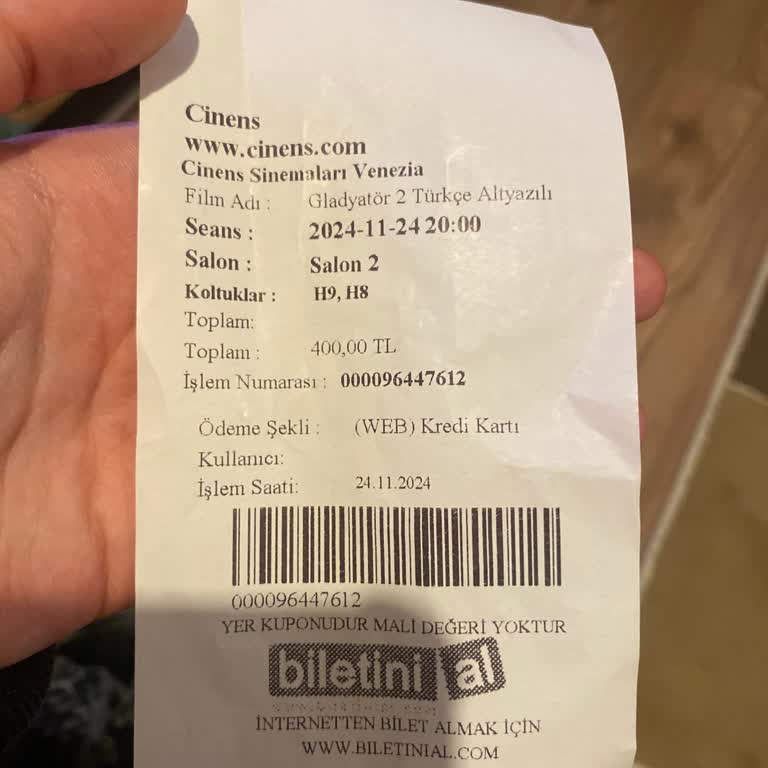 Cinens
www.cinens.com
Cinens Sinemaları Venezia
Film Adı : Gladyatör 2 Türkçe Altyazılı
Seans : 2024-11-24 20:00
Salon : Salon 2
Koltuklar : H9, H8
Toplam:
Toplam : 400,00 TL
İşlem Numarası : 000096447612
Ödeme Şekli : (WEB) Kredi Kartı
Kullanıcı:
İşlem Saati: 24.11.2024
000096447612
YER KUPONUDUR MALİ DEĞERİ YOKTUR
biletini al
İNTERNETTEN BİLET ALMAK İÇİN
WWW.BILETINIAL.COM